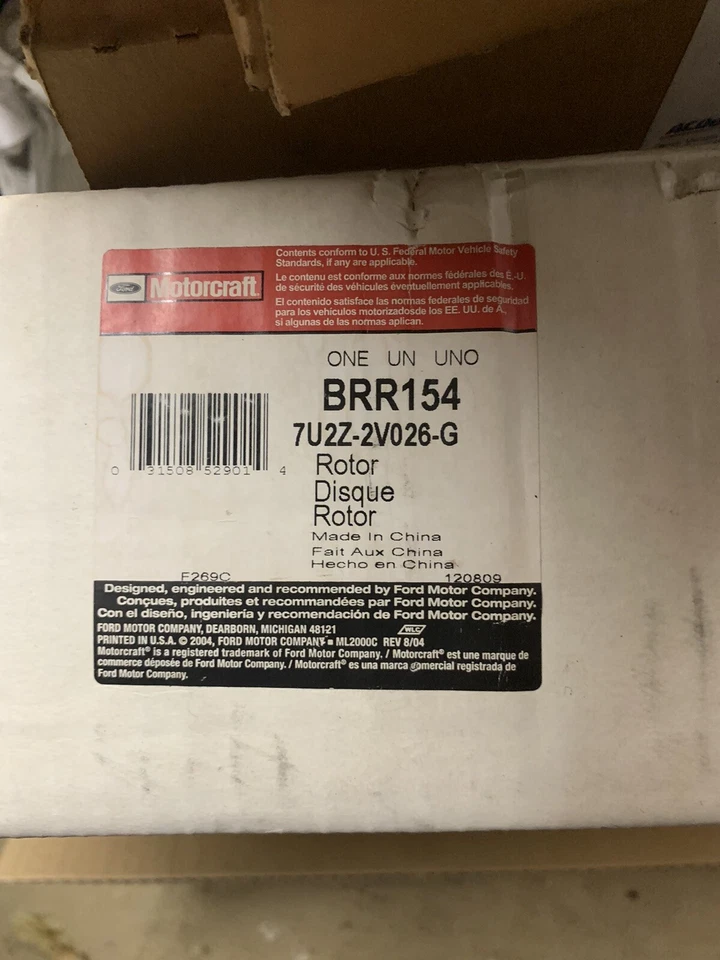 Contents conform to U. S. Federal Motor Vehicle Safety
Standards, if any are applicable.
Ford
Motorcraft
Le contenu est conforme aux normes fédérales des E.-U.
de sécurité des véhicules éventuellement applicables.
El contenido satisface las normas federales de seguridad
para los vehículos motorizadosde los EE. UU. de A.,
si algunas de las normas aplican.
ONE UN UNO
BRR154
7U2Z-2V026-G
0 31508 52901 4
Rotor
Disque
Rotor
Made In China
Fait Aux China
Hecho en China
F269C 120809
Designed, engineered and recommended by Ford Motor Company.
Conçues, produites et recommandées par Ford Motor Company.
Con el diseño, ingeniería y recomendación de Ford Motor Company.
FORD MOTOR COMPANY, DEARBORN, MICHIGAN 48121
PRINTED IN U.S.A. © 2004, FORD MOTOR COMPANY ■ ML2000C REV 8/04
Motorcraft® is a registered trademark of Ford Motor Company. / Motorcraft® est une marque de
commerce déposée de Ford Motor Company. / Motorcraft® es una marca comercial registrada de
Ford Motor Company.